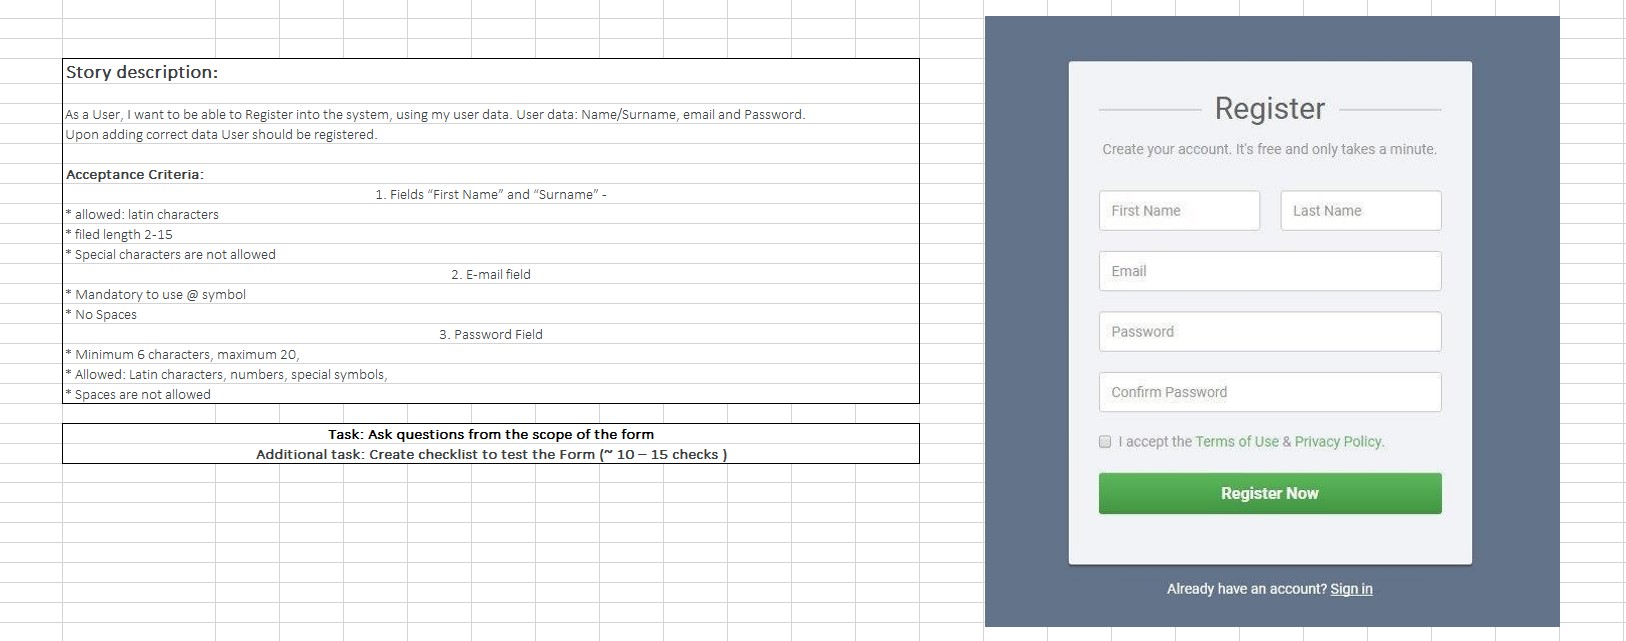 Story description:
As a User, I want to be able to Register into the system, using my user data. User data: Name/Surname, email and Password.
Upon adding correct data User should be registered.
Acceptance Criteria:
1. Fields “First Name” and “Surname” -
* allowed: latin characters
* filed length 2-15
* Special characters are not allowed
2. E-mail field
* Mandatory to use @ symbol
* No Spaces
3. Password Field
* Minimum 6 characters, maximum 20,
* Allowed: Latin characters, numbers, special symbols,
* Spaces are not allowed
Task: Ask questions from the scope of the form
Additional task: Create checklist to test the Form (~ 10 – 15 checks )
Register
Create your account. It's free and only takes a minute.
First Name
Last Name
Email
Password
Confirm Password
I accept the Terms of Use & Privacy Policy.
Register Now
Already have an account? Sign in